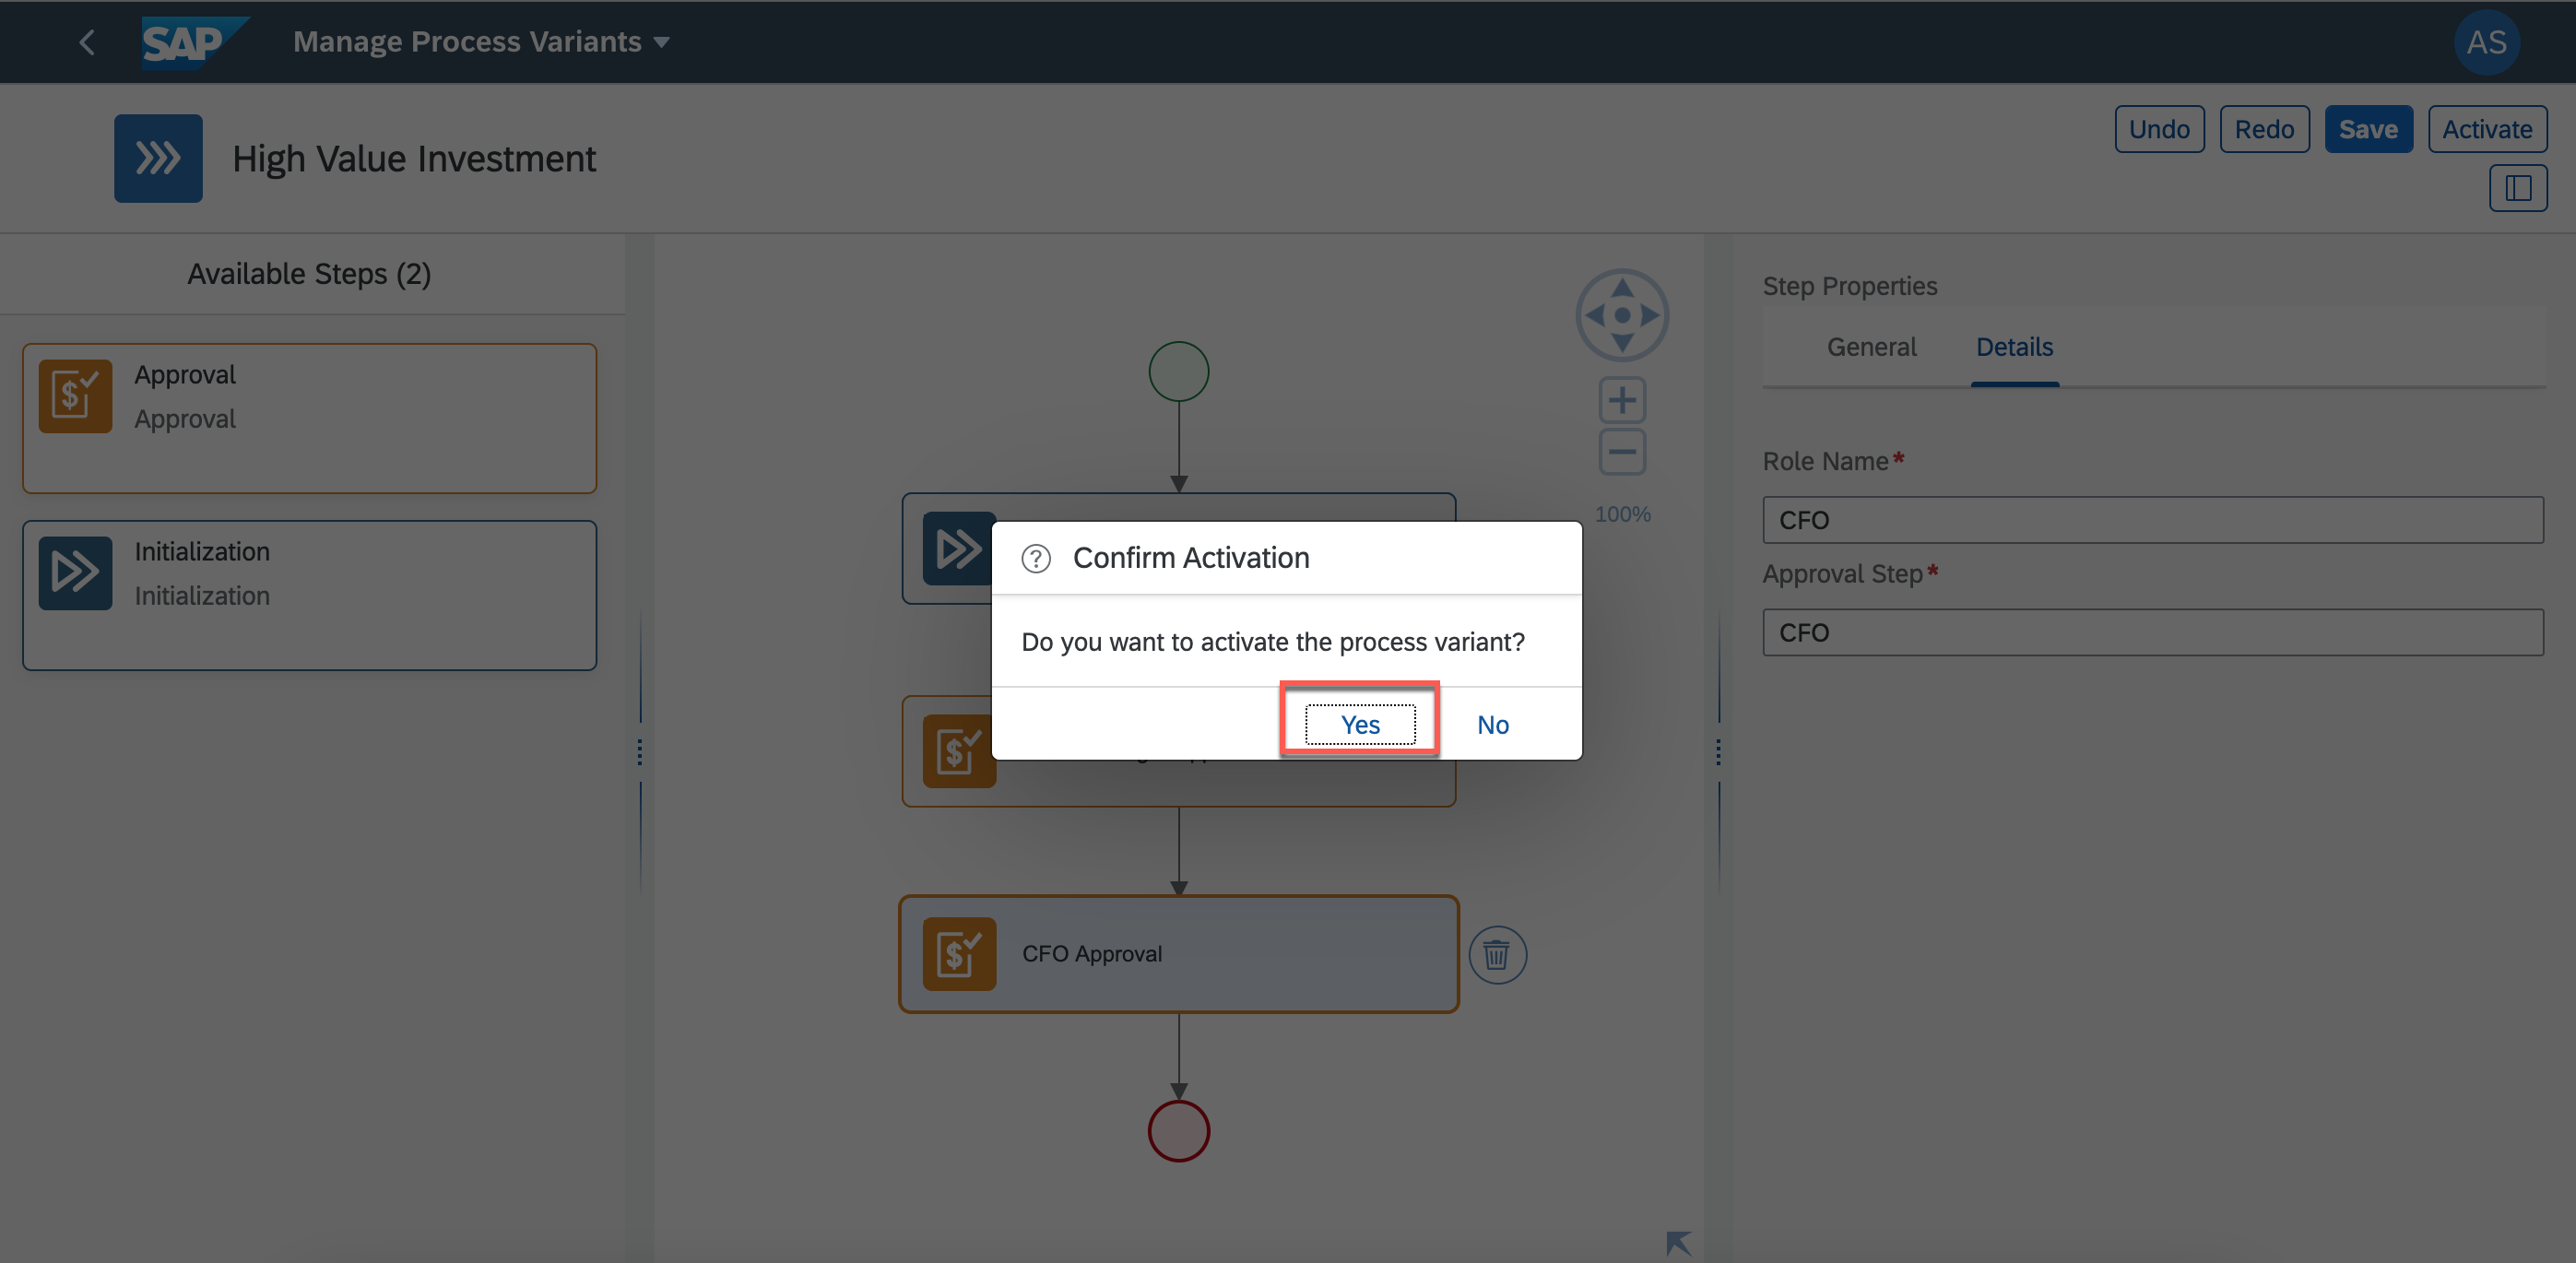 SAP Manage Process Variants
AS
High Value Investment
Undo Redo Save Activate
Available Steps (2)
Approval
Approval
Initialization
Initialization
100%
Confirm Activation
Do you want to activate the process variant?
Yes No
CFO Approval
Step Properties
General Details
Role Name*
CFO
Approval Step*
CFO